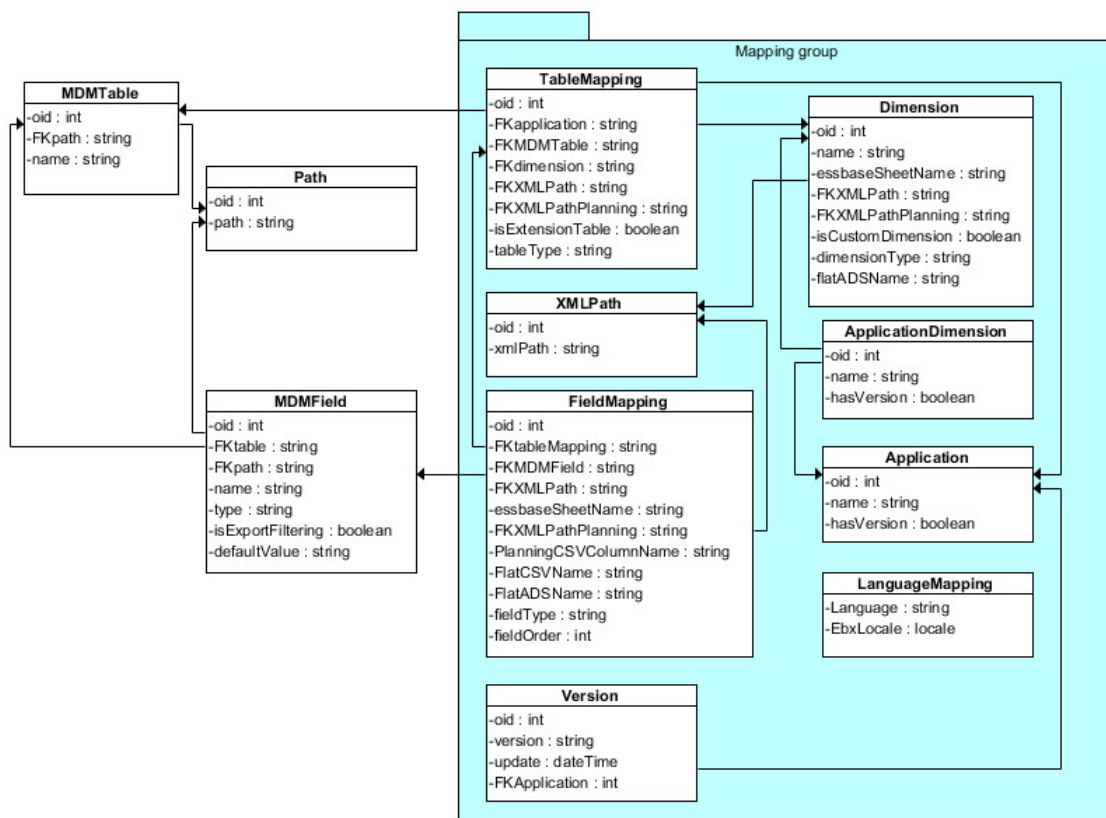 Mapping group
MDMTable
-oid : int
-FKpath : string
-name : string
Path
-oid : int
-path : string
MDMField
-oid : int
-FKtable : string
-FKpath : string
-name : string
-type : string
-isExportFiltering : boolean
-defaultValue : string
TableMapping
-oid : int
-FKapplication : string
-FKMDMTable : string
-FKdimension : string
-FKXMLPath : string
-FKXMLPathPlanning : string
-isExtensionTable : boolean
-tableType : string
XMLPath
-oid : int
-xmlPath : string
FieldMapping
-oid : int
-FKtableMapping : string
-FKMDMField : string
-FKXMLPath : string
-essbaseSheetName : string
-FKXMLPathPlanning : string
-PlanningCSVColumnName : string
-FlatCSVName : string
-FlatADSName : string
-fieldType : string
-fieldOrder : int
Version
-oid : int
-version : string
-update : dateTime
-FKApplication : int
Dimension
-oid : int
-name : string
-essbaseSheetName : string
-FKXMLPath : string
-FKXMLPathPlanning : string
-isCustomDimension : boolean
-dimensionType : string
-flatADSName : string
ApplicationDimension
-oid : int
-name : string
-hasVersion : boolean
Application
-oid : int
-name : string
-hasVersion : boolean
LanguageMapping
-Language : string
-EbxLocale : locale